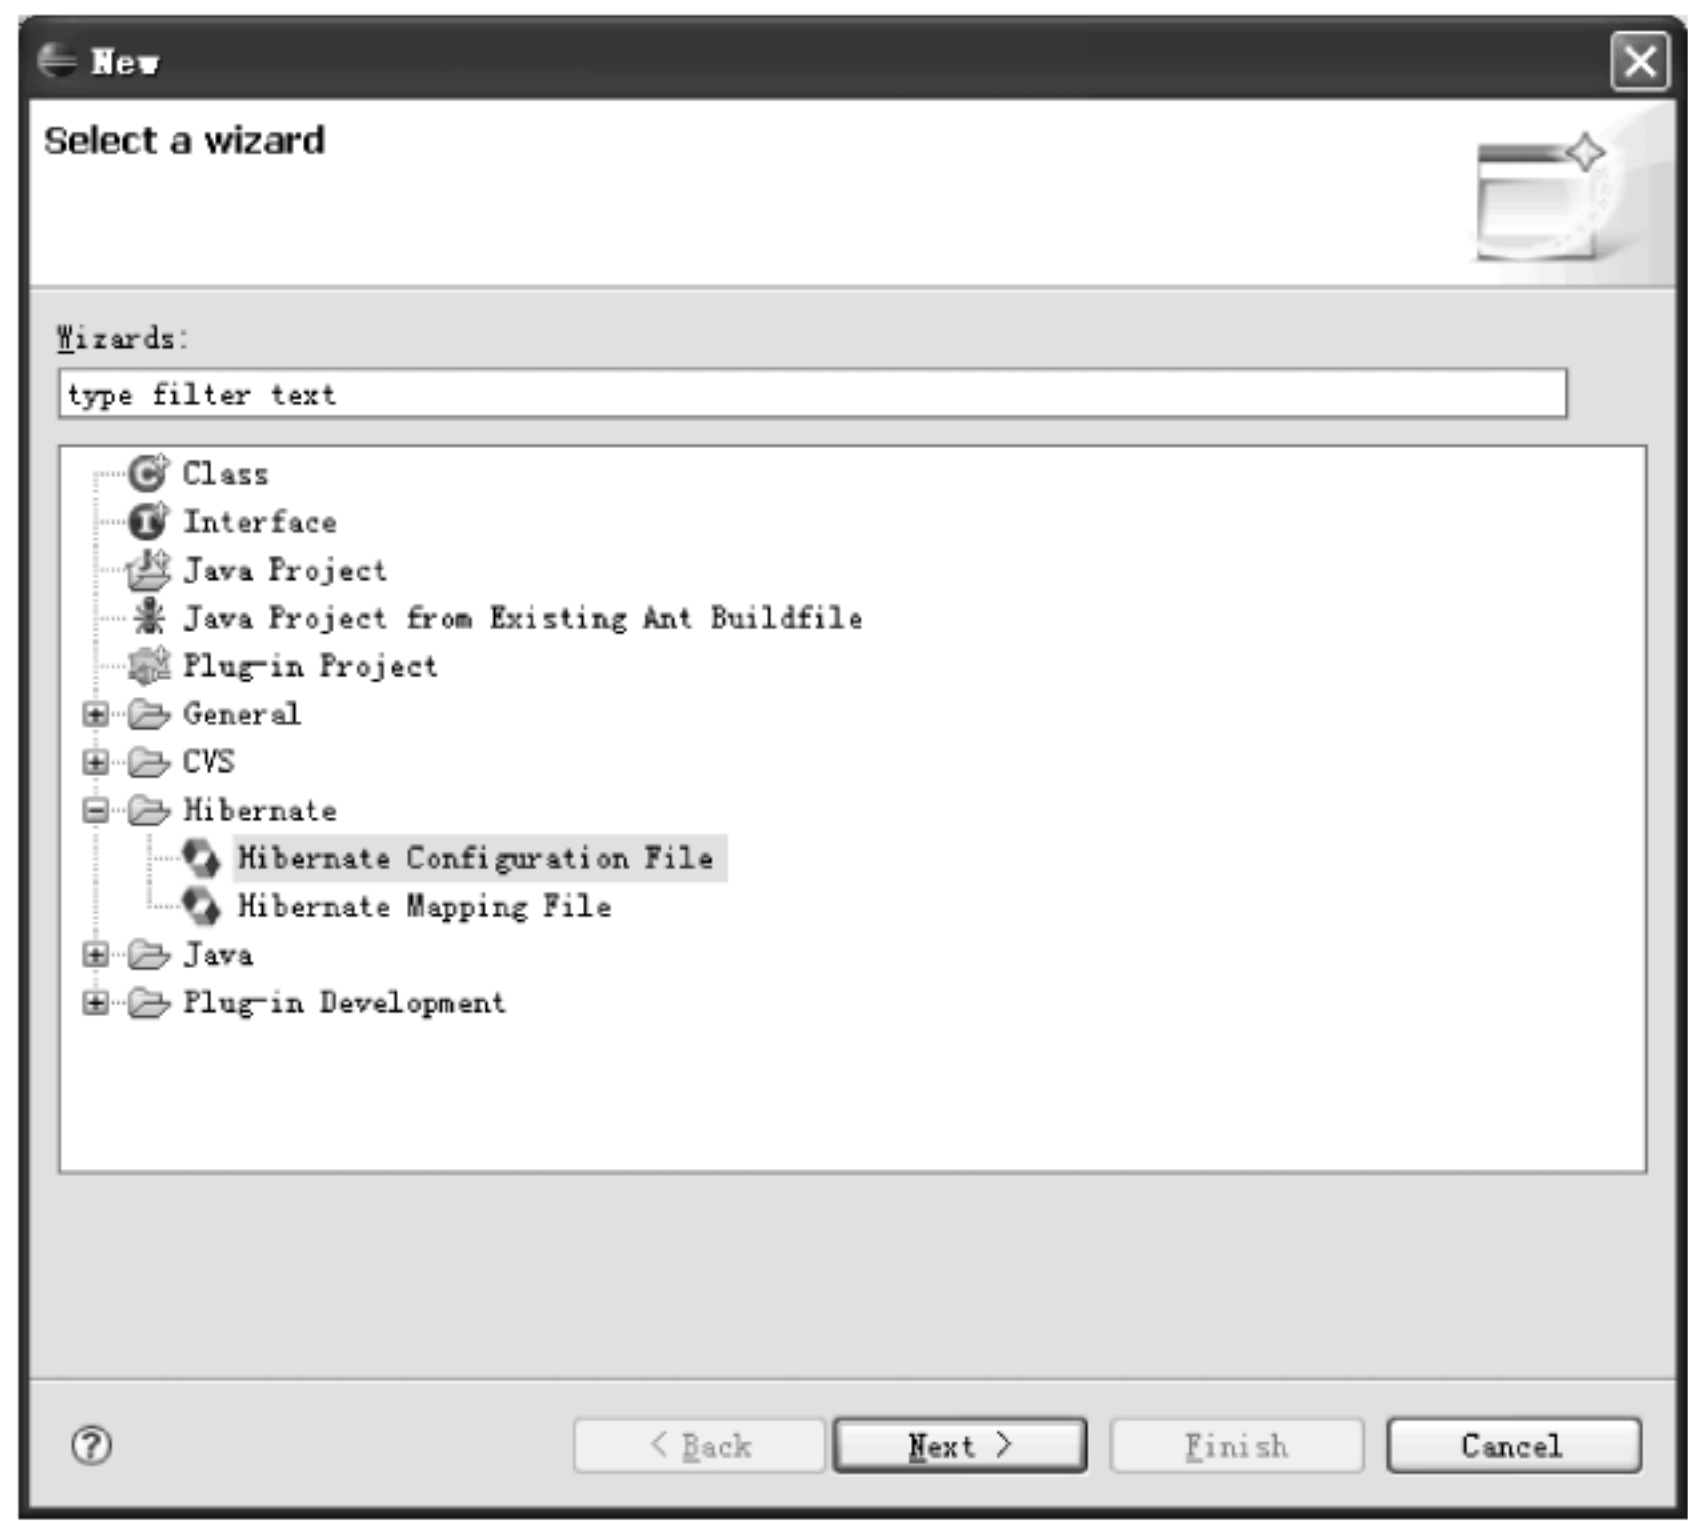 New
Select a wizard
Wizards:
type filter text
Class
Interface
Java Project
Java Project from Existing Ant Buildfile
Plug-in Project
General
CVS
Hibernate
Hibernate Configuration File
Hibernate Mapping File
Java
Plug-in Development
< Back
Next >
Finish
Cancel